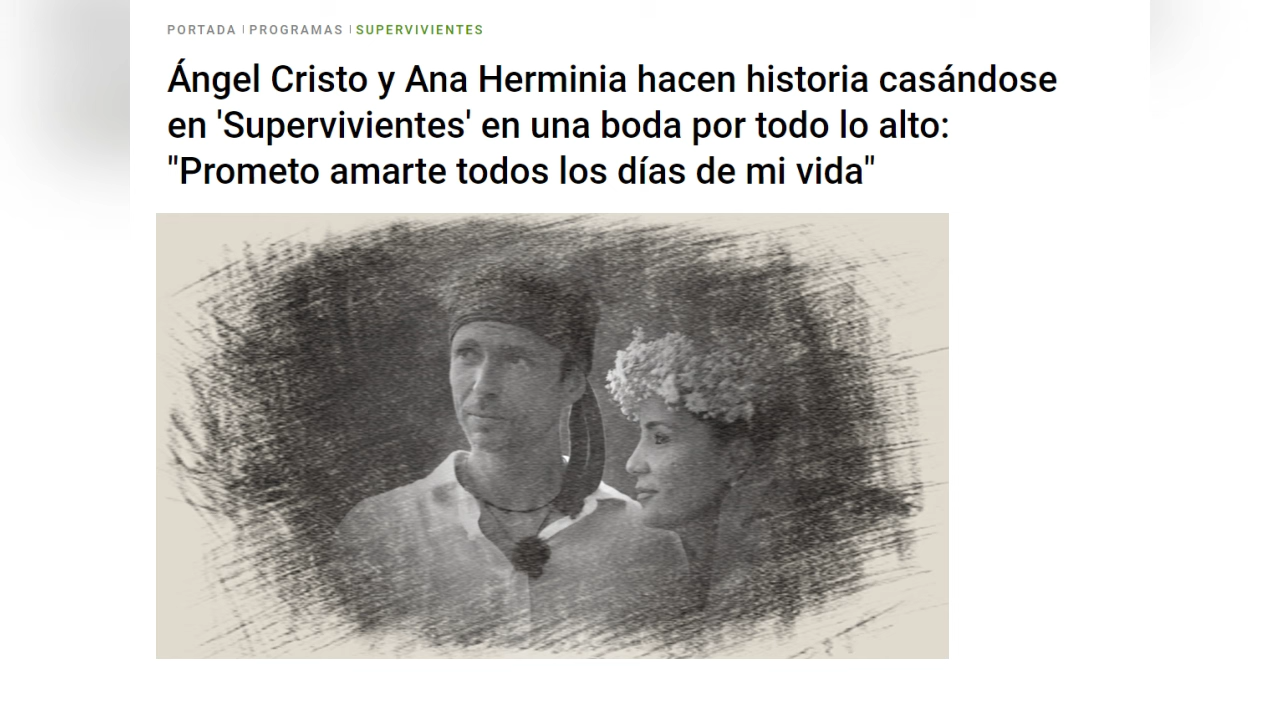 PORTADA | PROGRAMAS | SUPERVIVIENTES
Ángel Cristo y Ana Herminia hacen historia casándose
en 'Supervivientes' en una boda por todo lo alto:
"Prometo amarte todos los días de mi vida"